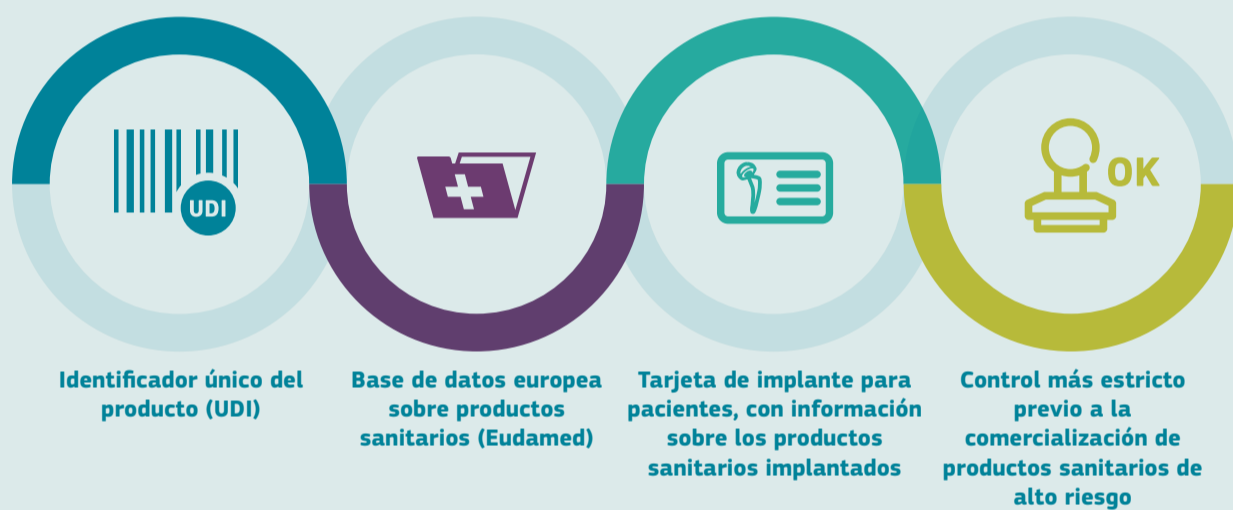 UDI
OK
Identificador único del
producto (UDI)
Base de datos europea
sobre productos
sanitarios (Eudamed)
Tarjeta de implante para
pacientes, con información
sobre los productos
sanitarios implantados
Control más estricto
previo a la
comercialización de
productos sanitarios de
alto riesgo